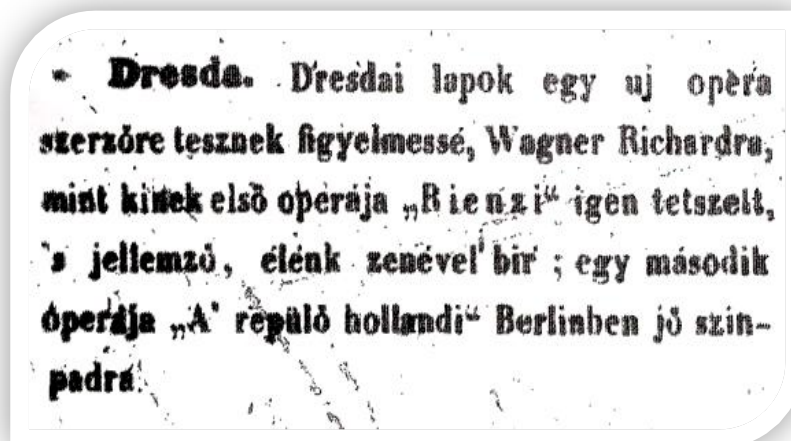 Dresda. Dresdai lapok egy uj opera
szerzőre tesznek figyelmessé, Wagner Richardra,
mint kinek első operája „Rienzi“ igen tetszett,
's jellemző, élénk zenével bir ; egy második
operája „A' repülő hollandi“ Berlinben jő szin-
padra.